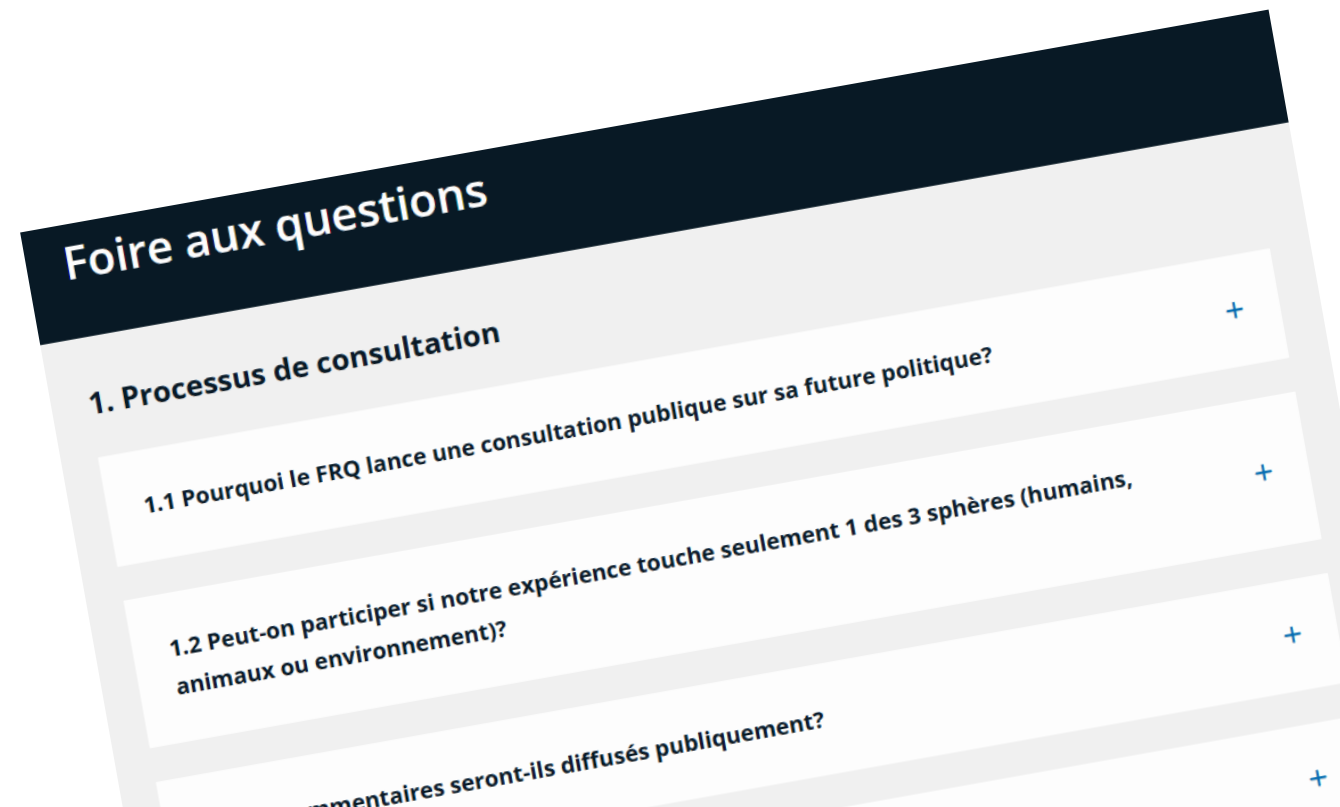 Foire aux questions
1. Processus de consultation
1.1 Pourquoi le FRQ lance une consultation publique sur sa future politique?
1.2 Peut-on participer si notre expérience touche seulement 1 des 3 sphères (humains,
animaux ou environnement)?
seront-ils diffusés publiquement?